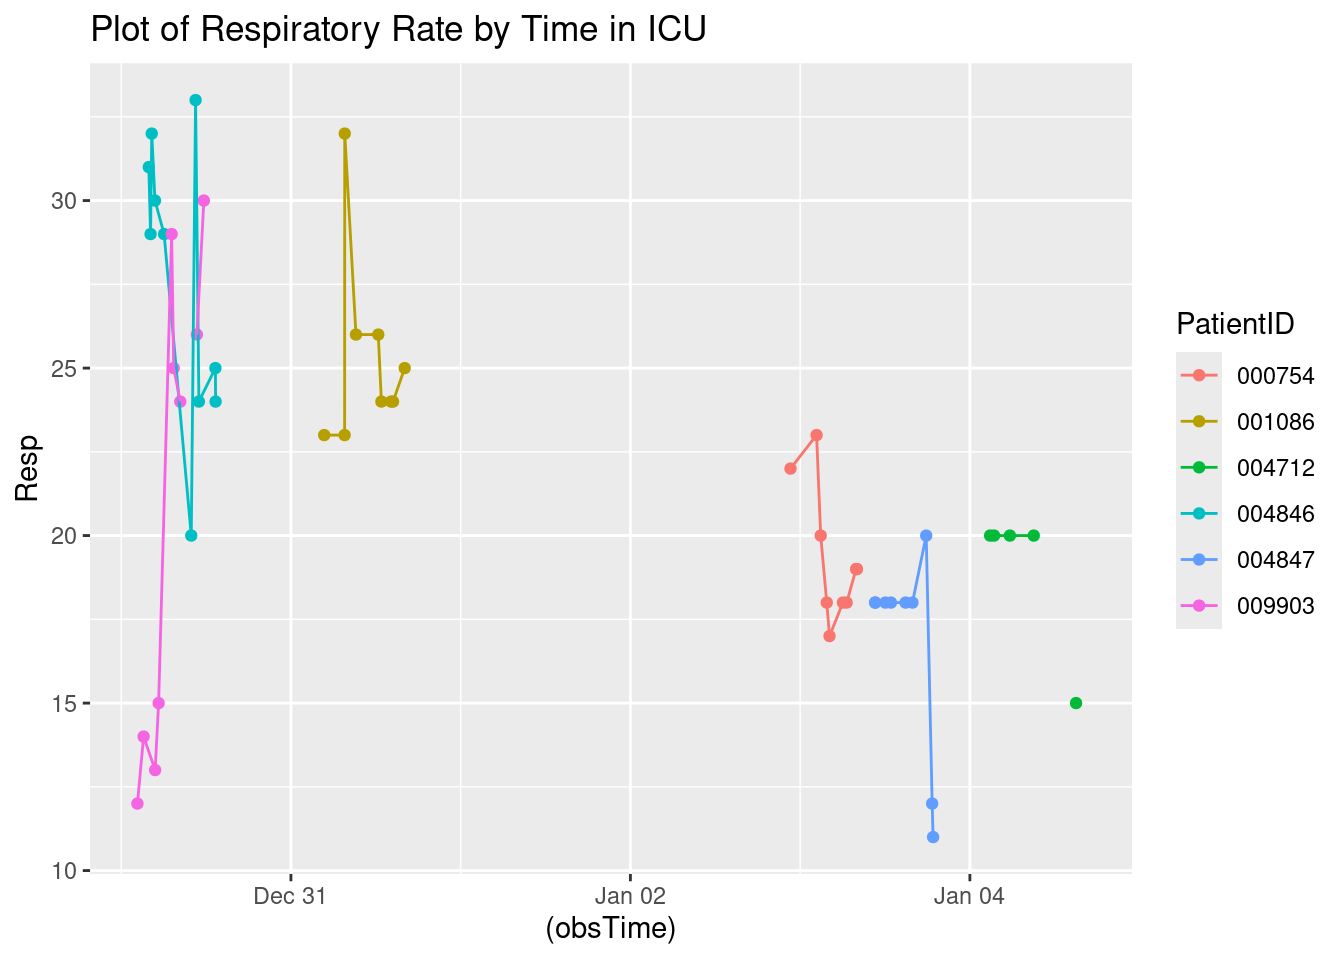 Plot of Respiratory Rate by Time in ICU
Resp
30
25
20
15
10
Dec 31
Jan 02
Jan 04
(obsTime)
PatientID
000754
001086
004712
004846
004847
009903